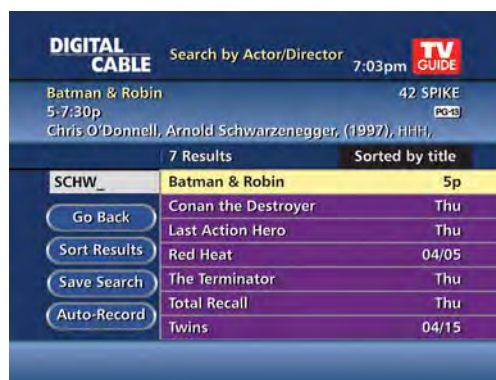 DIGITAL CABLE
Search by Actor/Director
7:03pm
TV GUIDE
Batman & Robin
42 SPIKE
5-7:30p
PG-13
Chris O'Donnell, Arnold Schwarzenegger, (1997), HHH,
7 Results
Sorted by title
SCHW_
Batman & Robin 5p
Go Back
Conan the Destroyer Thu
Last Action Hero Thu
Sort Results
Red Heat 04/05
Save Search
The Terminator Thu
Auto-Record
Total Recall Thu
Twins 04/15